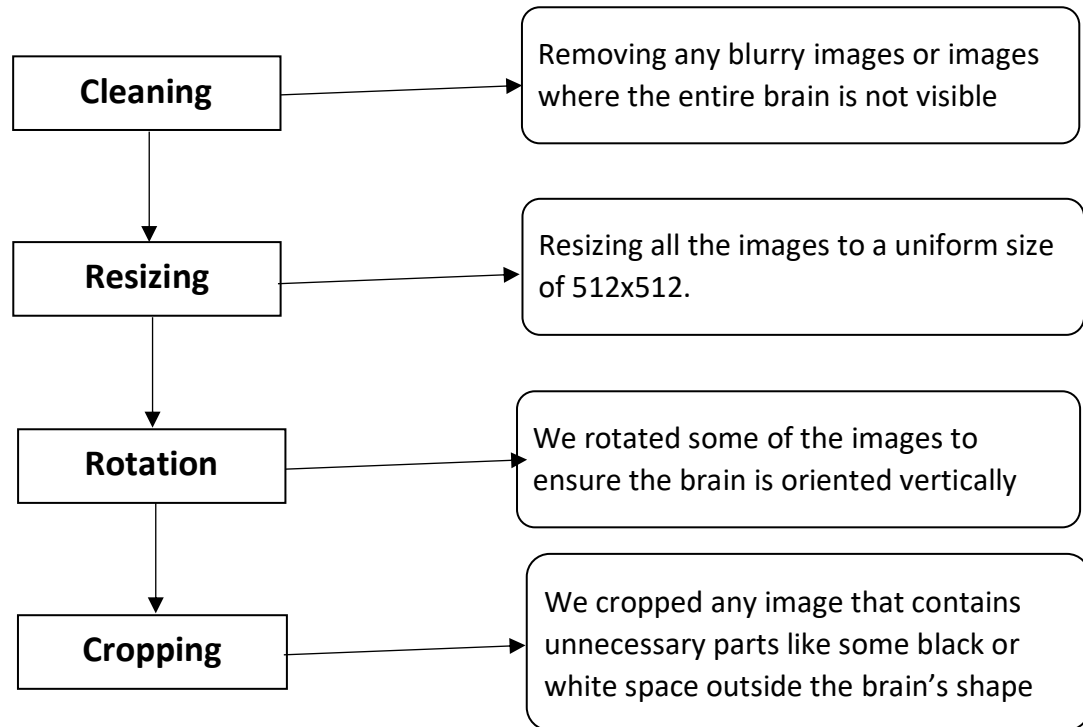 Cleaning
Removing any blurry images or images
where the entire brain is not visible
Resizing
Resizing all the images to a uniform size
of 512x512.
Rotation
We rotated some of the images to
ensure the brain is oriented vertically
Cropping
We cropped any image that contains
unnecessary parts like some black or
white space outside the brain’s shape